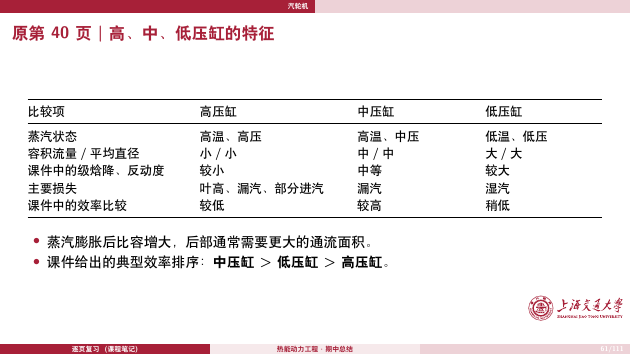 汽轮机
原第 40 页 | 高、中、低压缸的特征
比较项 高压缸 中压缸 低压缸
蒸汽状态 高温、高压 高温、中压 低温、低压
容积流量 / 平均直径 小 / 小 中 / 中 大 / 大
课件中的级焓降、反动度 较小 中等 较大
主要损失 叶高、漏汽、部分进汽 漏汽 湿汽
课件中的效率比较 较低 较高 稍低
• 蒸汽膨胀后比容增大，后部通常需要更大的通流面积。
• 课件给出的典型效率排序：中压缸 > 低压缸 > 高压缸。
上海交通大学
SHANGHAI JIAO TONG UNIVERSITY
逐页复习（课程笔记） 热能动力工程 · 期中总结 61/111